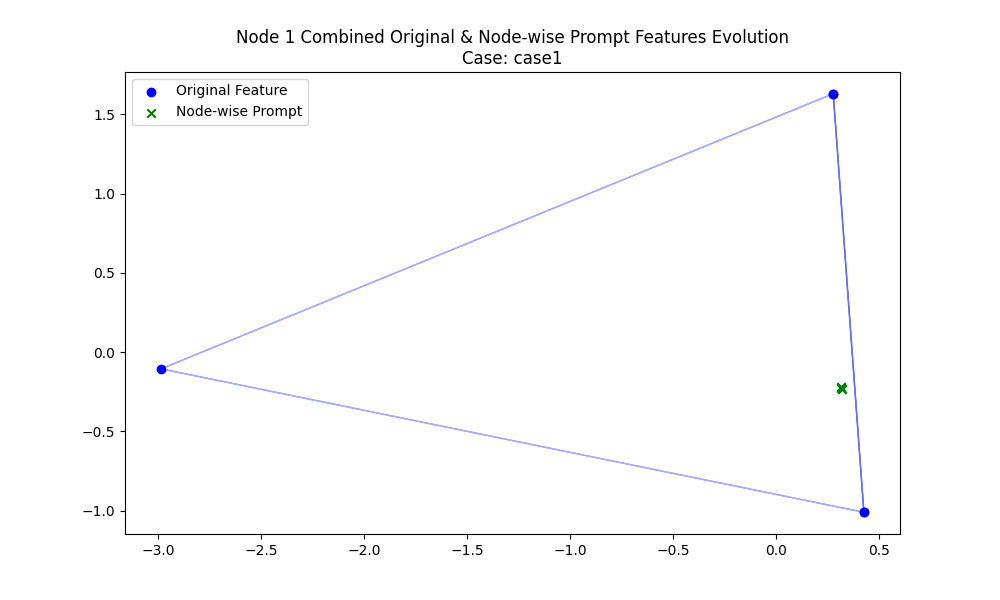 Node 1 Combined Original & Node-wise Prompt Features Evolution
Case: case1
Original Feature
Node-wise Prompt
1.5
1.0
0.5
0.0
−0.5
−1.0
−3.0 −2.5 −2.0 −1.5 −1.0 −0.5 0.0 0.5